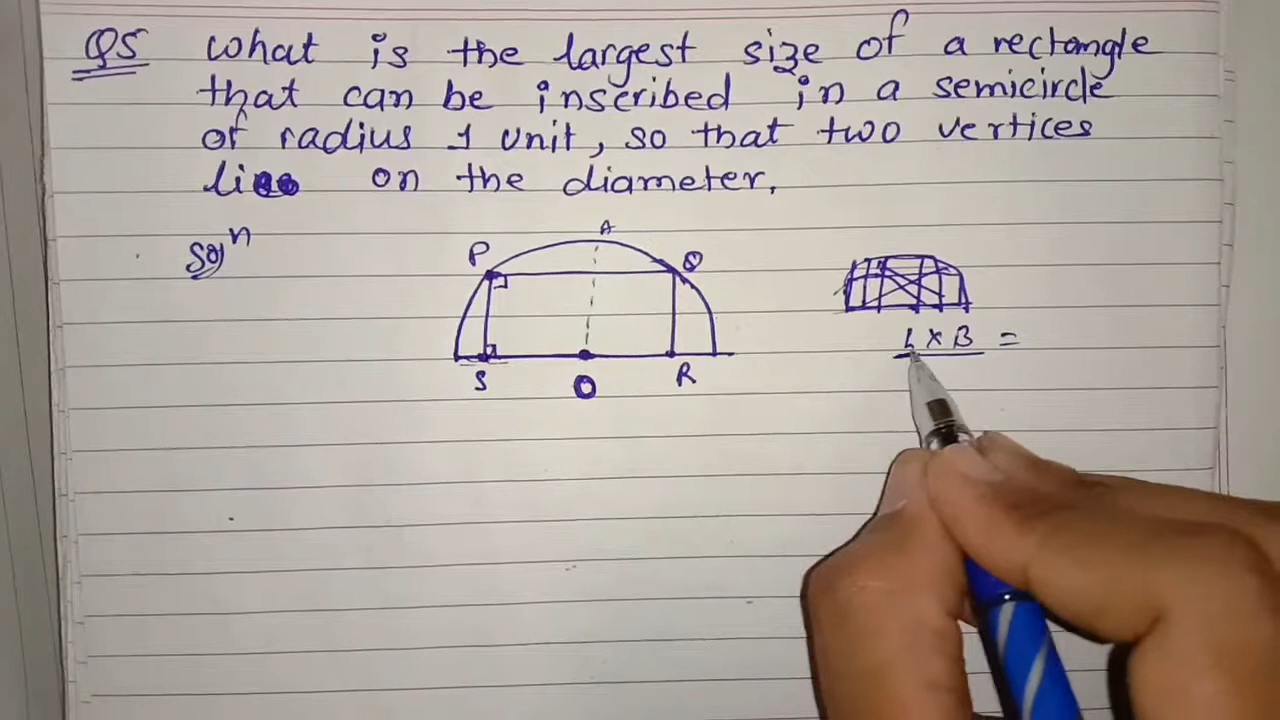 Q5 What is the largest size of a rectangle
that can be inscribed in a semicircle
of radius 1 unit, so that two vertices
lies on the diameter.
Soln
A
P
Q
L × B =
S
O
R